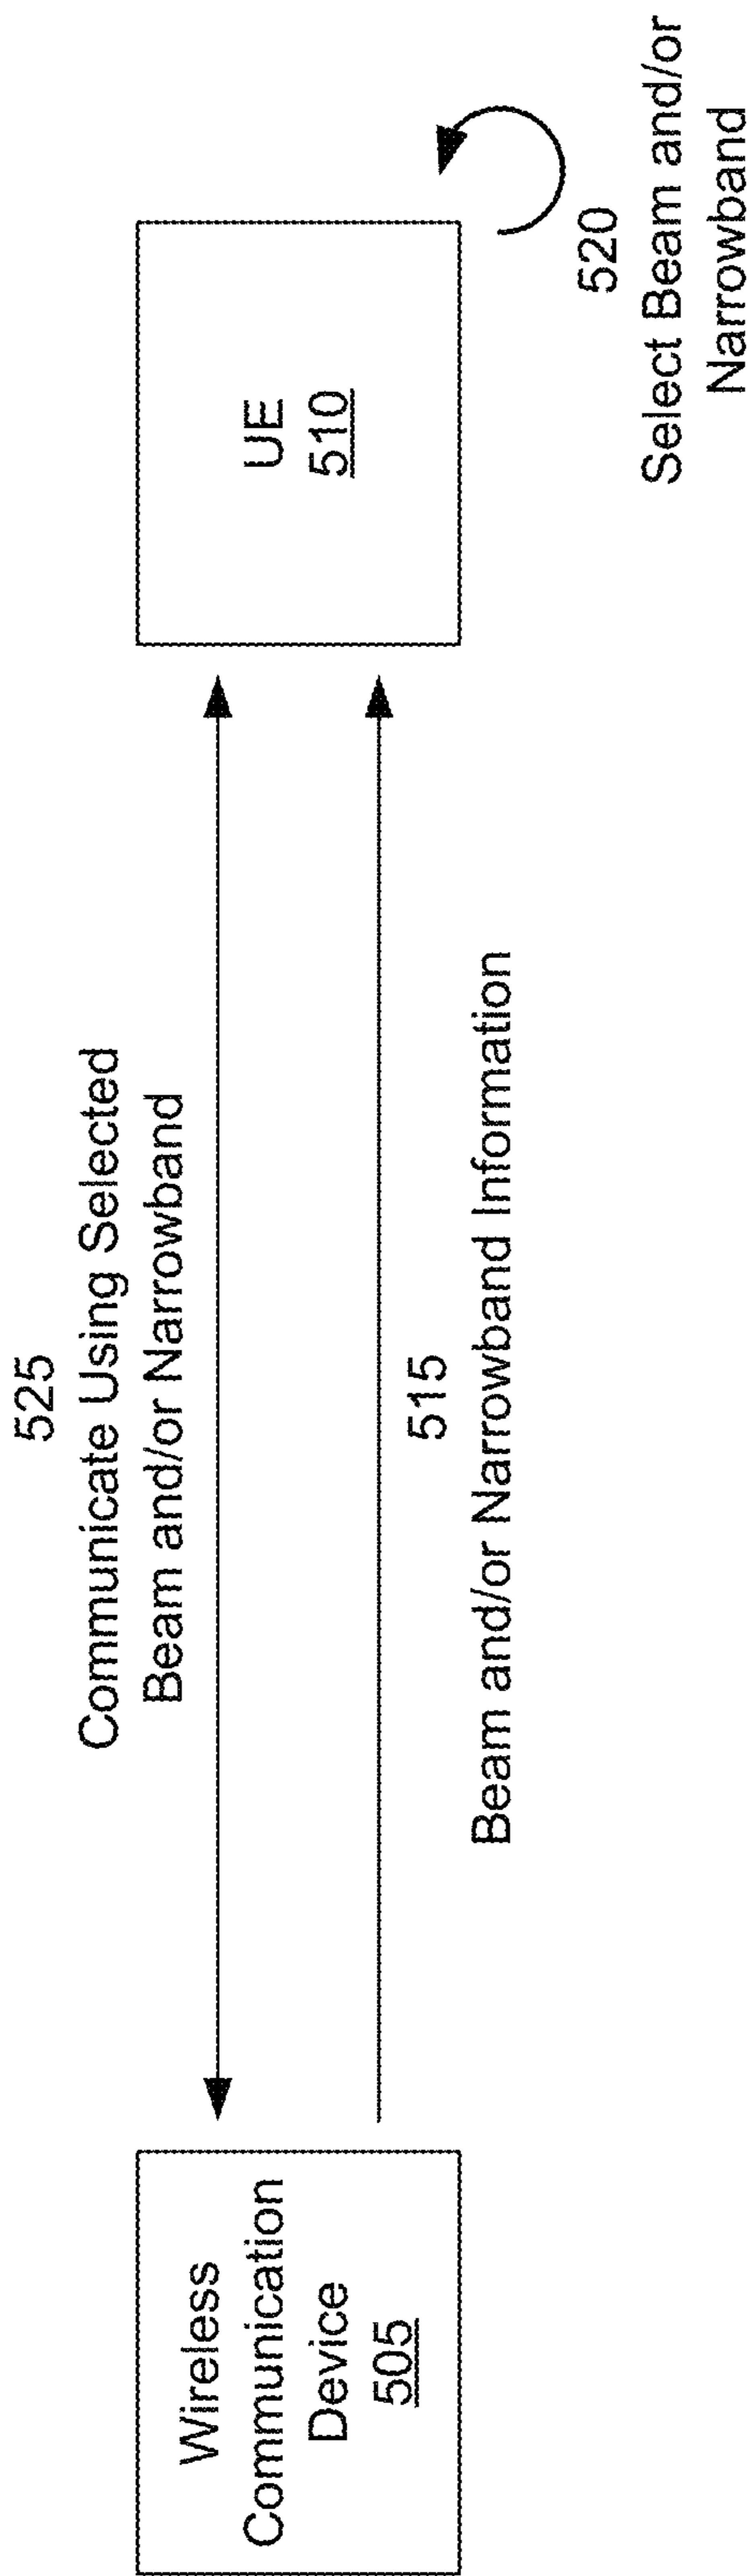 525
Communicate Using Selected
Beam and/or Narrowband
Wireless
Communication
Device
505
UE
510
515
Beam and/or Narrowband Information
520
Select Beam and/or
Narrowband